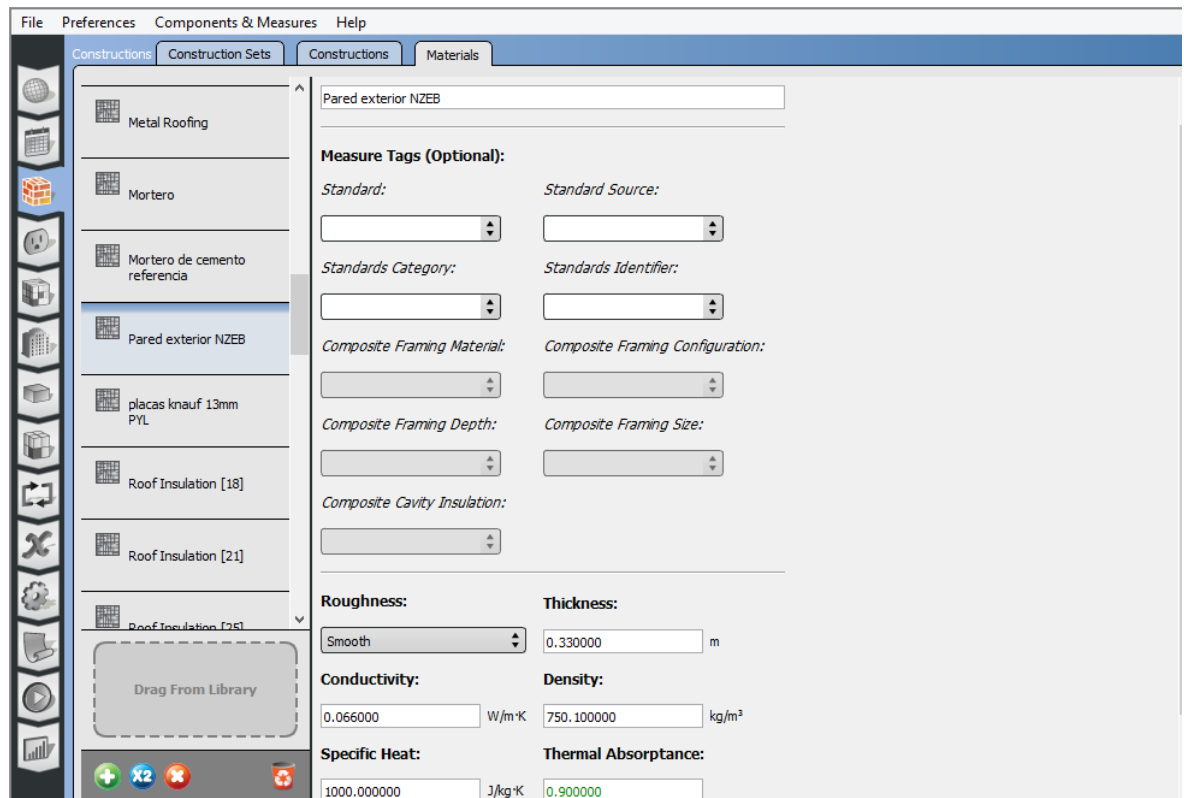 File Preferences Components & Measures Help
Constructions Construction Sets Constructions Materials
Metal Roofing
Mortero
Mortero de cemento
referencia
Pared exterior NZEB
placas knauf 13mm
PYL
Roof Insulation [18]
Roof Insulation [21]
Roof Insulation [25]
Drag From Library
X2
Pared exterior NZEB
Measure Tags (Optional):
Standard: Standard Source:
Standards Category: Standards Identifier:
Composite Framing Material: Composite Framing Configuration:
Composite Framing Depth: Composite Framing Size:
Composite Cavity Insulation:
Roughness: Thickness:
Smooth 0.330000 m
Conductivity: Density:
0.066000 W/m·K 750.100000 kg/m³
Specific Heat: Thermal Absorptance:
1000.000000 J/kg·K 0.900000